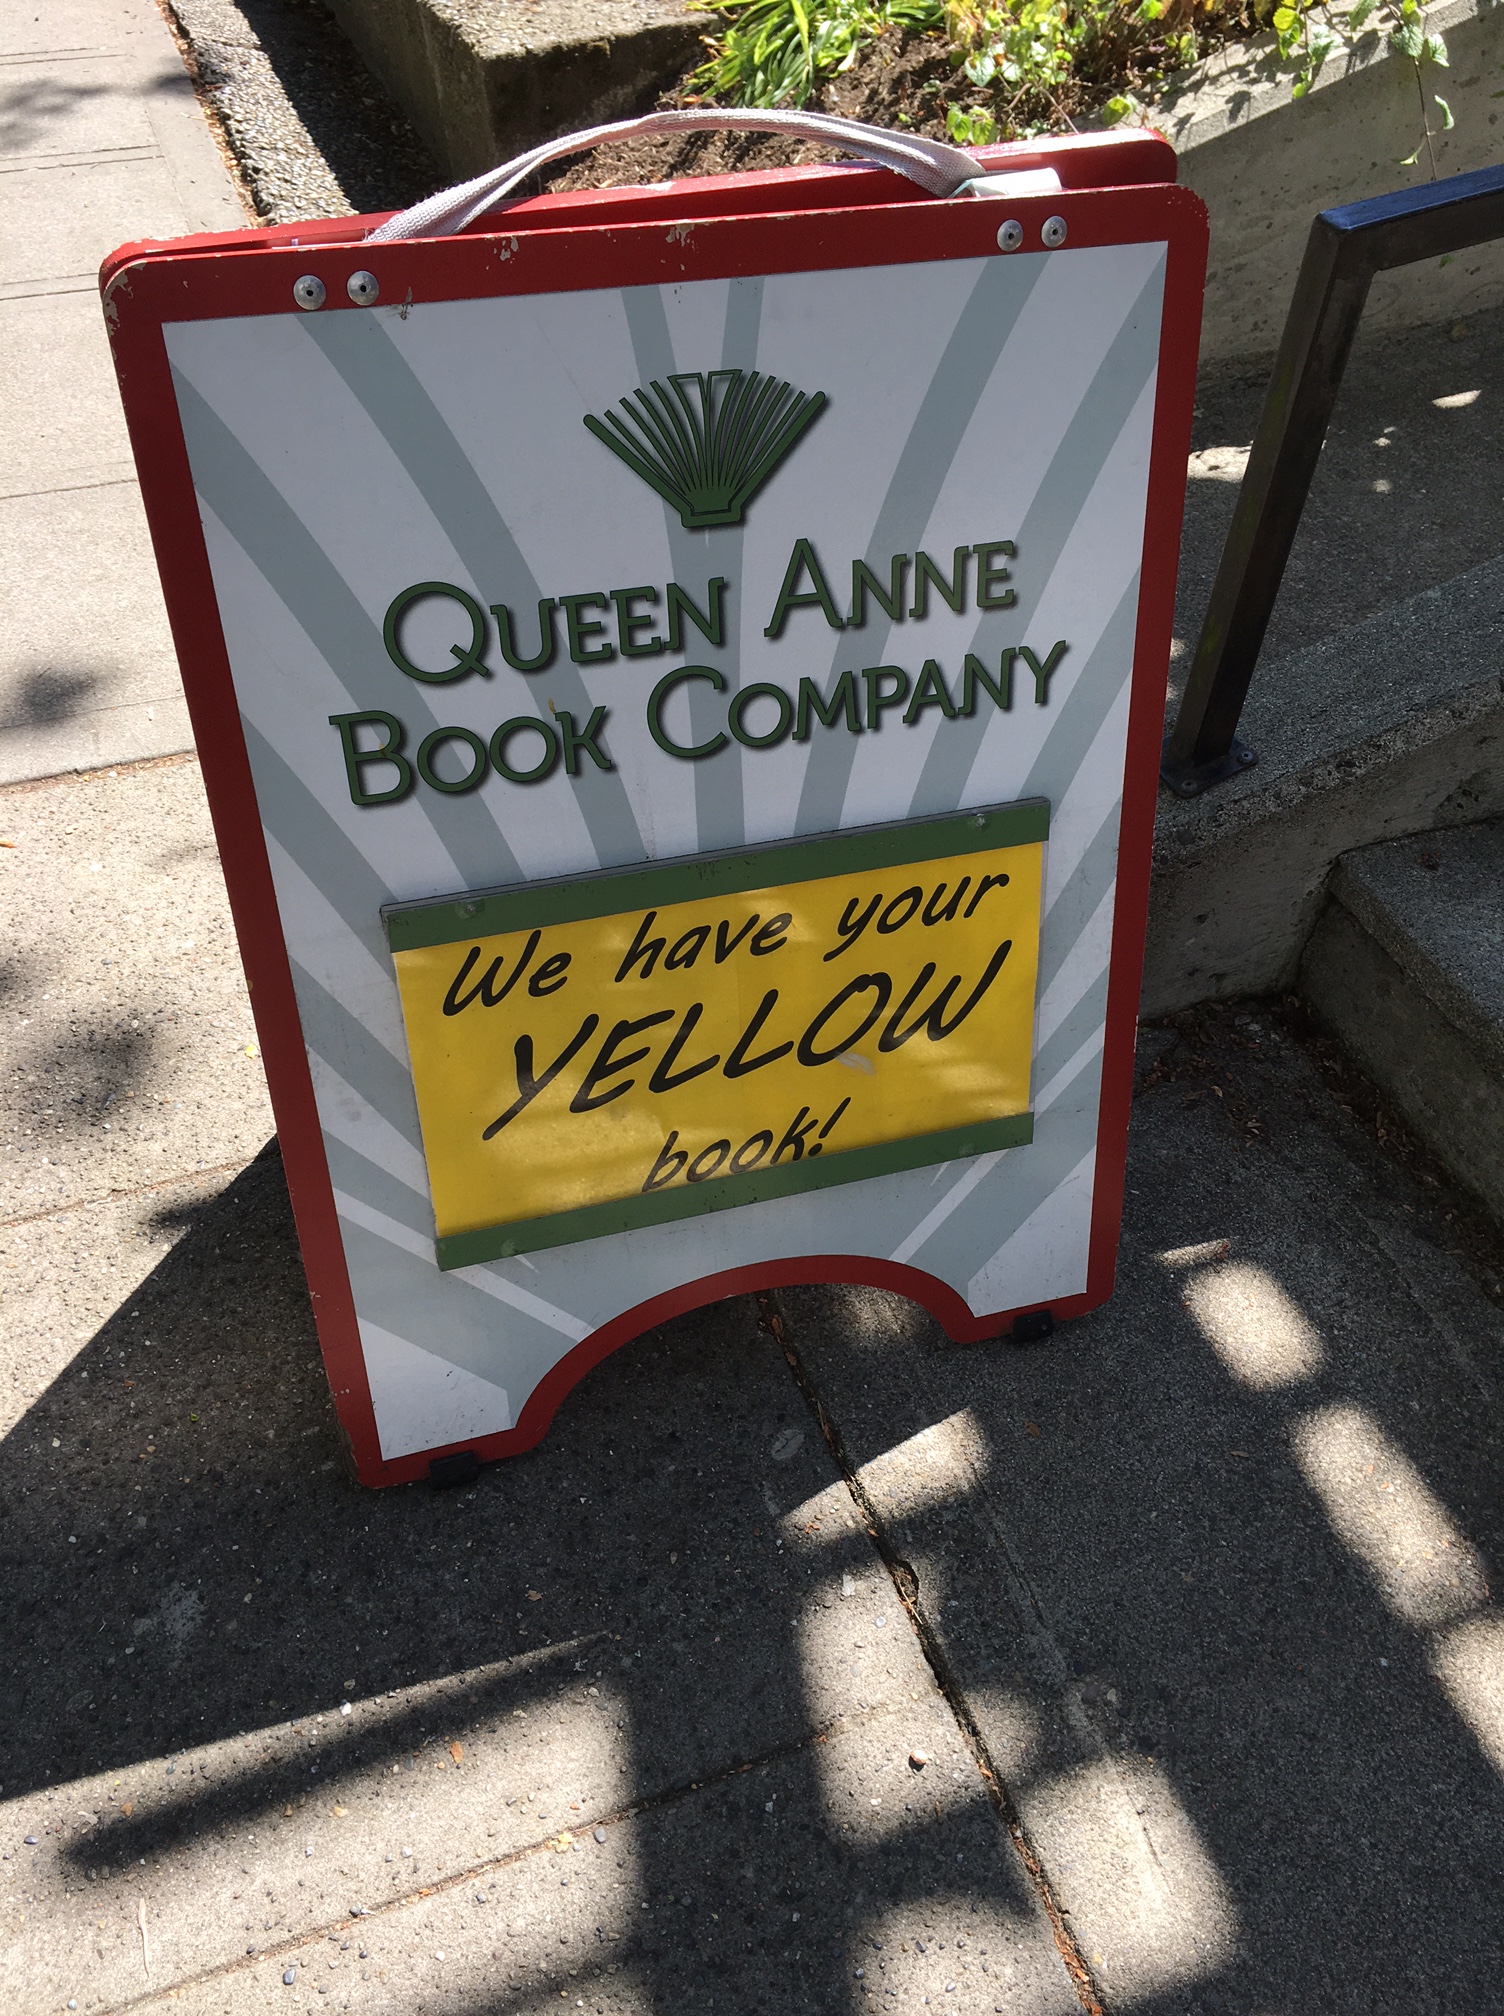 QUEEN ANNE
BOOK COMPANY
We have your
YELLOW
book!